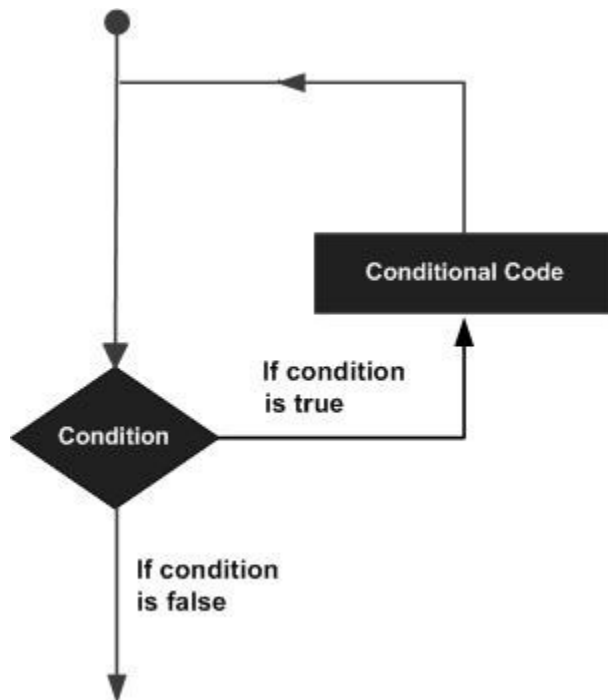 Conditional Code
If condition
is true
Condition
If condition
is false